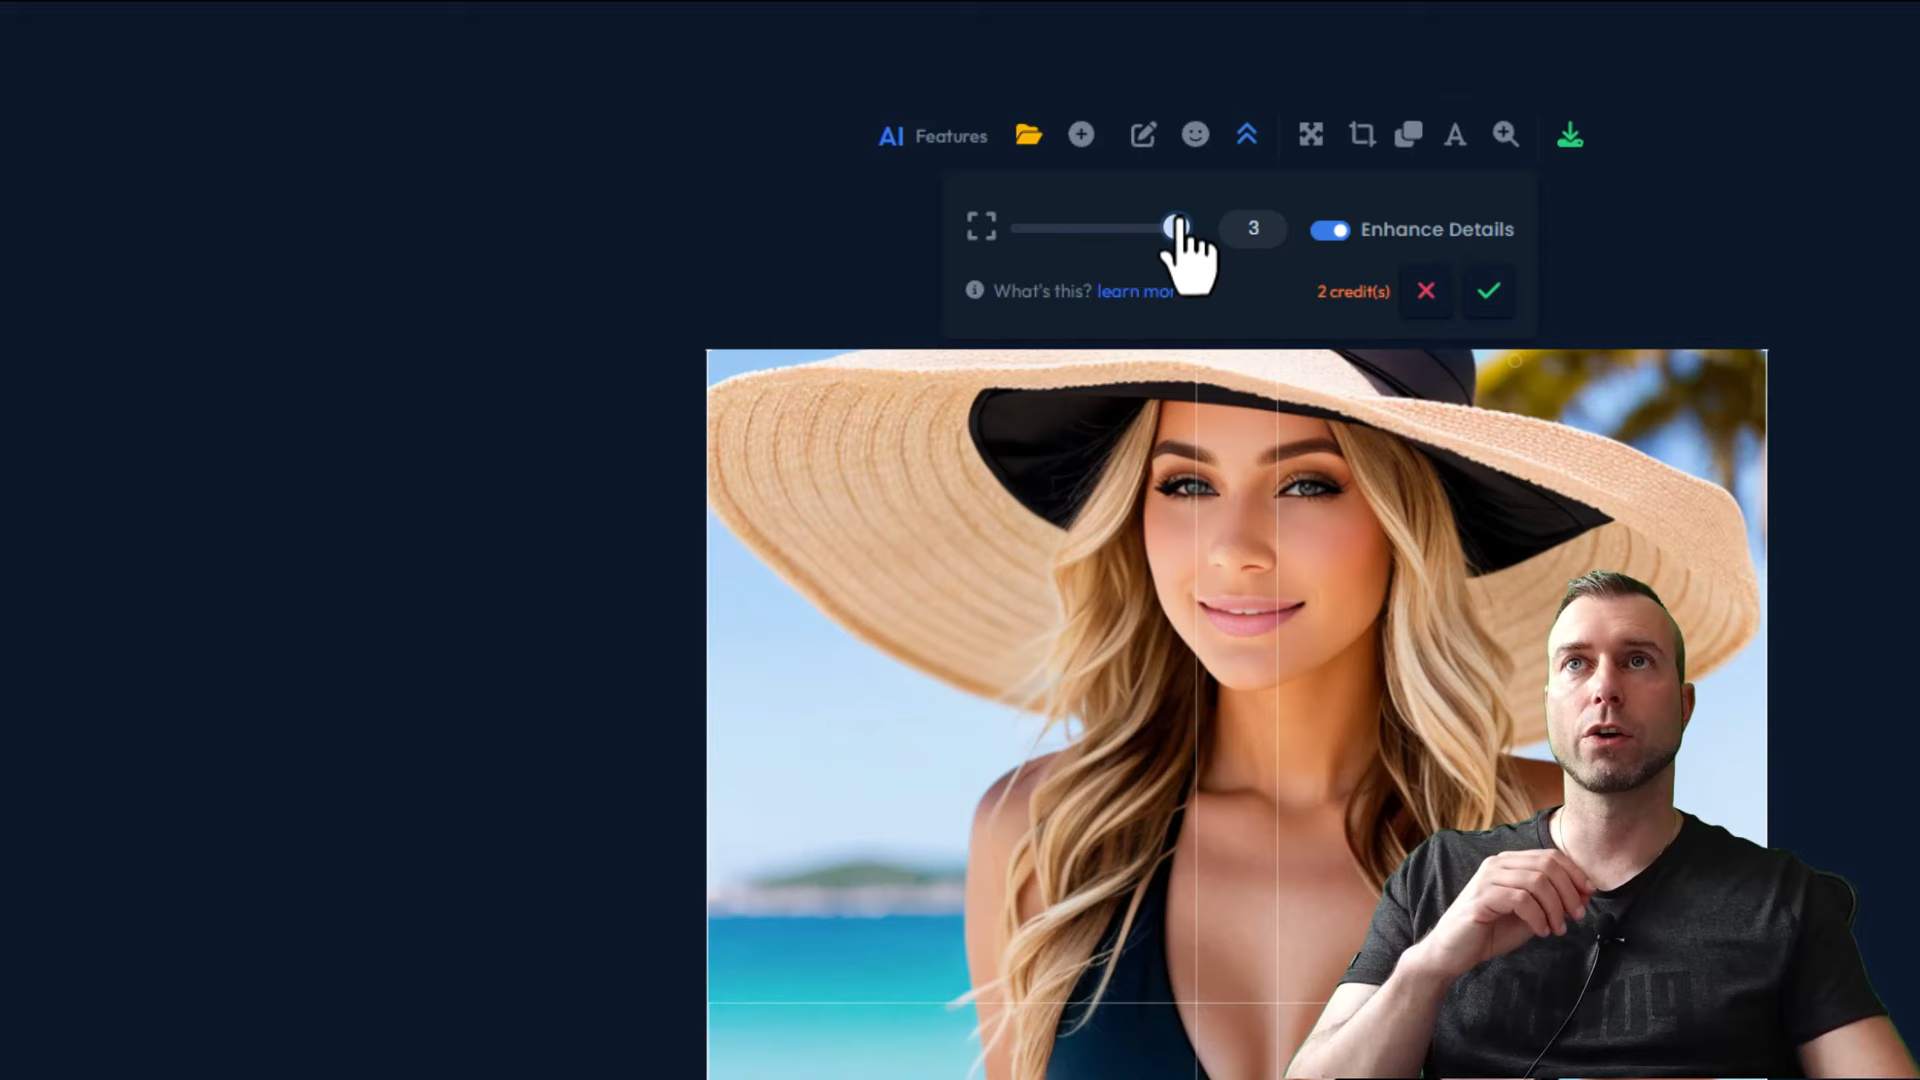 AI Features
3
Enhance Details
What's this? learn mor
2 credit(s)